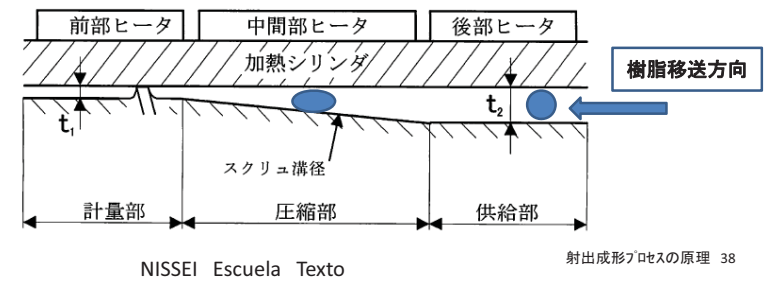 前部ヒータ 中間部ヒータ 後部ヒータ
加熱シリンダ
樹脂移送方向
t₁ t₂
スクリュ溝径
計量部 圧縮部 供給部
NISSEI Escuela Texto
射出成形プロセスの原理 38